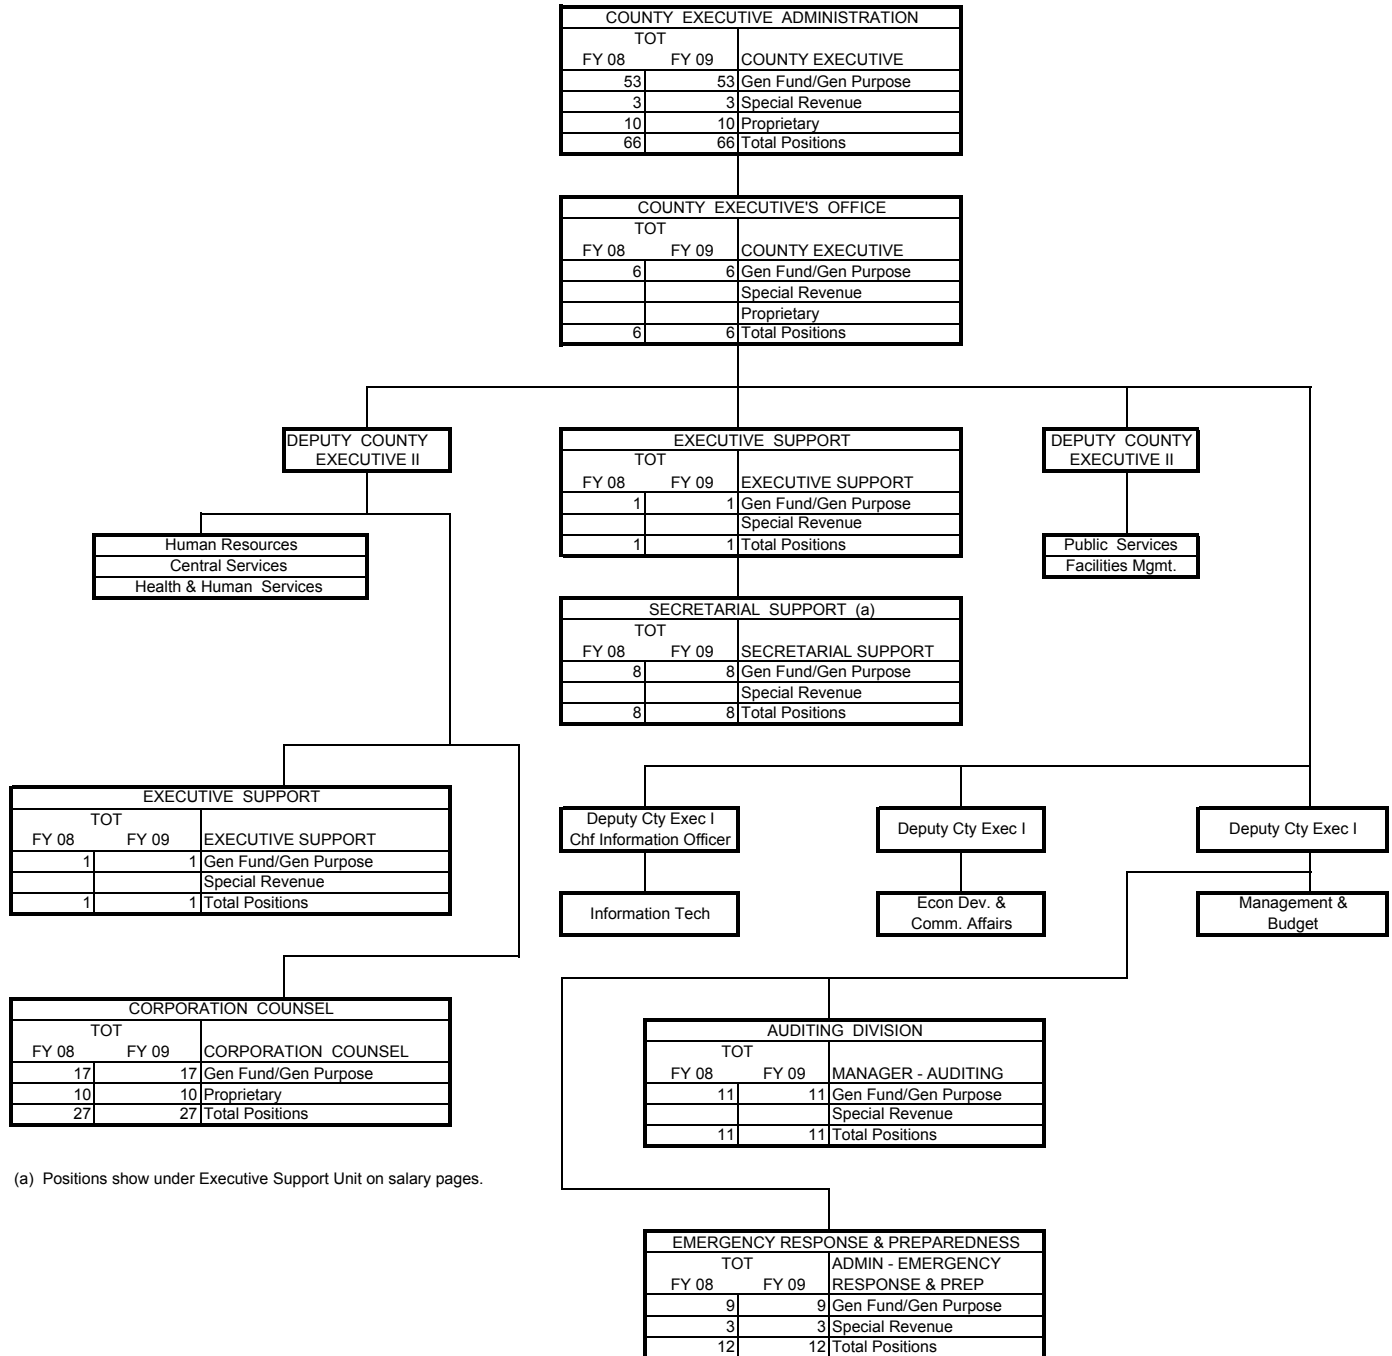 COUNTY EXECUTIVE ADMINISTRATION
TOT
FY 08 FY 09 COUNTY EXECUTIVE
53 53 Gen Fund/Gen Purpose
3 3 Special Revenue
10 10 Proprietary
66 66 Total Positions
COUNTY EXECUTIVE'S OFFICE
TOT
FY 08 FY 09 COUNTY EXECUTIVE
6 6 Gen Fund/Gen Purpose
Special Revenue
Proprietary
6 6 Total Positions
DEPUTY COUNTY
EXECUTIVE II
Human Resources
Central Services
Health & Human Services
EXECUTIVE SUPPORT
TOT
FY 08 FY 09 EXECUTIVE SUPPORT
1 1 Gen Fund/Gen Purpose
Special Revenue
1 1 Total Positions
DEPUTY COUNTY
EXECUTIVE II
Public Services
Facilities Mgmt.
SECRETARIAL SUPPORT (a)
TOT
FY 08 FY 09 SECRETARIAL SUPPORT
8 8 Gen Fund/Gen Purpose
Special Revenue
8 8 Total Positions
EXECUTIVE SUPPORT
TOT
FY 08 FY 09 EXECUTIVE SUPPORT
1 1 Gen Fund/Gen Purpose
Special Revenue
1 1 Total Positions
Deputy Cty Exec I
Chf Information Officer
Deputy Cty Exec I
Deputy Cty Exec I
Information Tech
Econ Dev. &
Comm. Affairs
Management &
Budget
CORPORATION COUNSEL
TOT
FY 08 FY 09 CORPORATION COUNSEL
17 17 Gen Fund/Gen Purpose
10 10 Proprietary
27 27 Total Positions
AUDITING DIVISION
TOT
FY 08 FY 09 MANAGER - AUDITING
11 11 Gen Fund/Gen Purpose
Special Revenue
11 11 Total Positions
(a) Positions show under Executive Support Unit on salary pages.
EMERGENCY RESPONSE & PREPAREDNESS
TOT ADMIN - EMERGENCY
FY 08 FY 09 RESPONSE & PREP
9 9 Gen Fund/Gen Purpose
3 3 Special Revenue
12 12 Total Positions